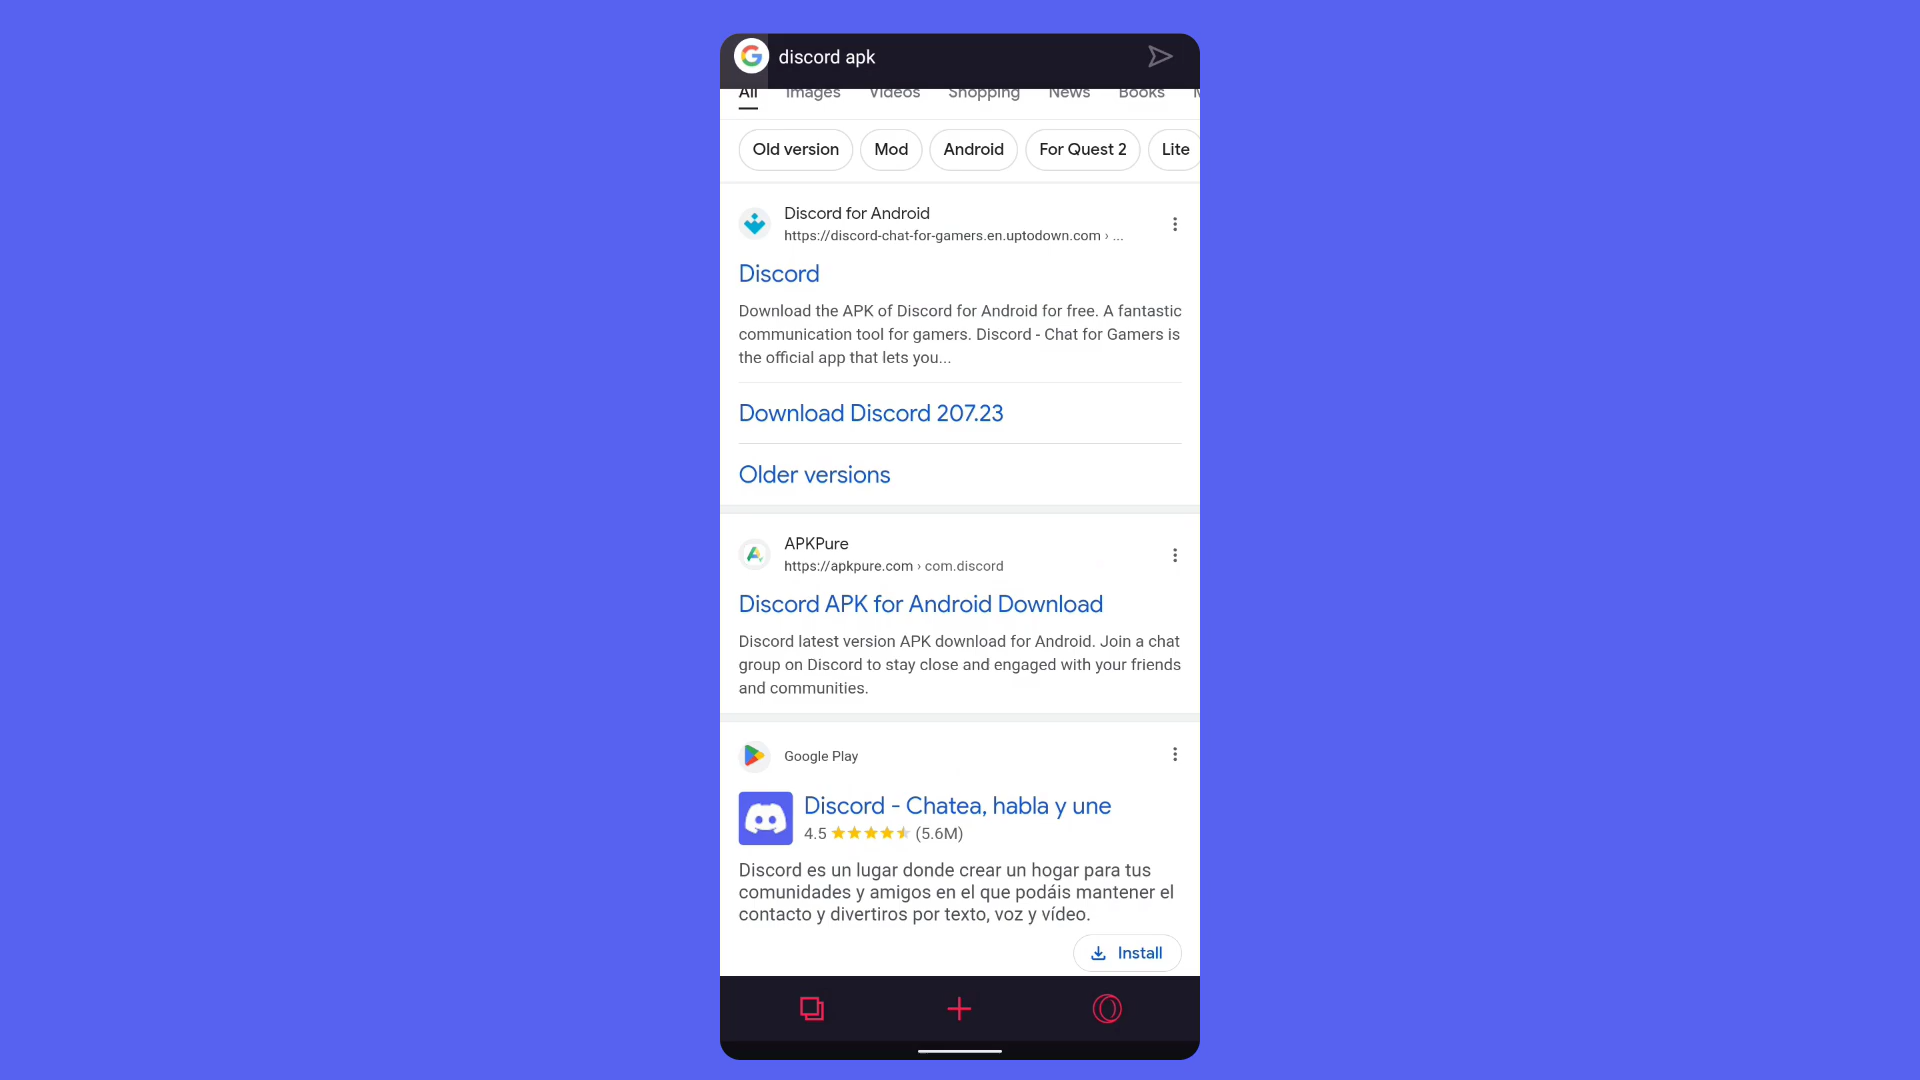 discord apk
All Images Videos Shopping News Books
Old version Mod Android For Quest 2 Lite
Discord for Android
https://discord-chat-for-gamers.en.uptodown.com › ...
Discord
Download the APK of Discord for Android for free. A fantastic
communication tool for gamers. Discord - Chat for Gamers is
the official app that lets you...
Download Discord 207.23
Older versions
APKPure
https://apkpure.com › com.discord
Discord APK for Android Download
Discord latest version APK download for Android. Join a chat
group on Discord to stay close and engaged with your friends
and communities.
Google Play
Discord - Chatea, habla y une
4.5 ★★★★★ (5.6M)
Discord es un lugar donde crear un hogar para tus
comunidades y amigos en el que podáis mantener el
contacto y divertiros por texto, voz y vídeo.
Install